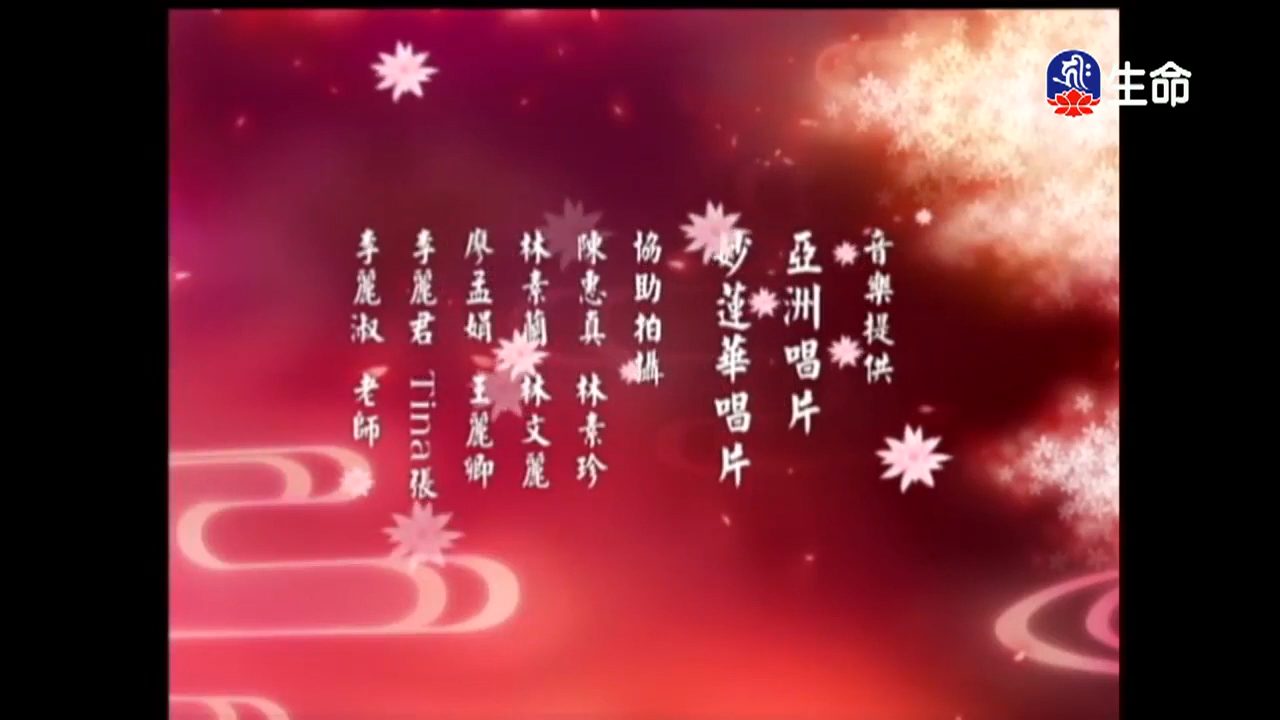 生命
音樂提供
亞洲唱片
妙蓮華唱片
協助拍攝
陳惠真 林素珍
林素蘭 林文麗
廖孟娟 王麗卿
李麗君 Tina張
李麗淑 老師